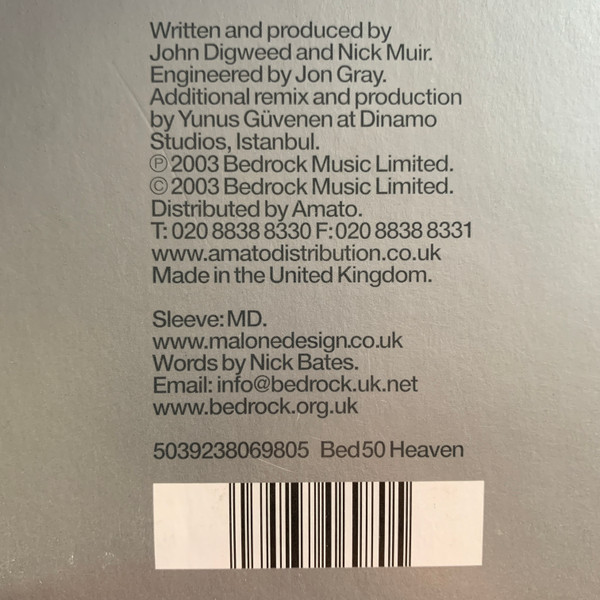 Written and produced by
John Digweed and Nick Muir.
Engineered by Jon Gray.
Additional remix and production
by Yunus Güvenen at Dinamo
Studios, Istanbul.
℗ 2003 Bedrock Music Limited.
© 2003 Bedrock Music Limited.
Distributed by Amato.
T: 020 8838 8330 F: 020 8838 8331
www.amatodistribution.co.uk
Made in the United Kingdom.
Sleeve: MD.
www.malonedesign.co.uk
Words by Nick Bates.
Email: info@bedrock.uk.net
www.bedrock.org.uk
5039238069805 Bed50 Heaven